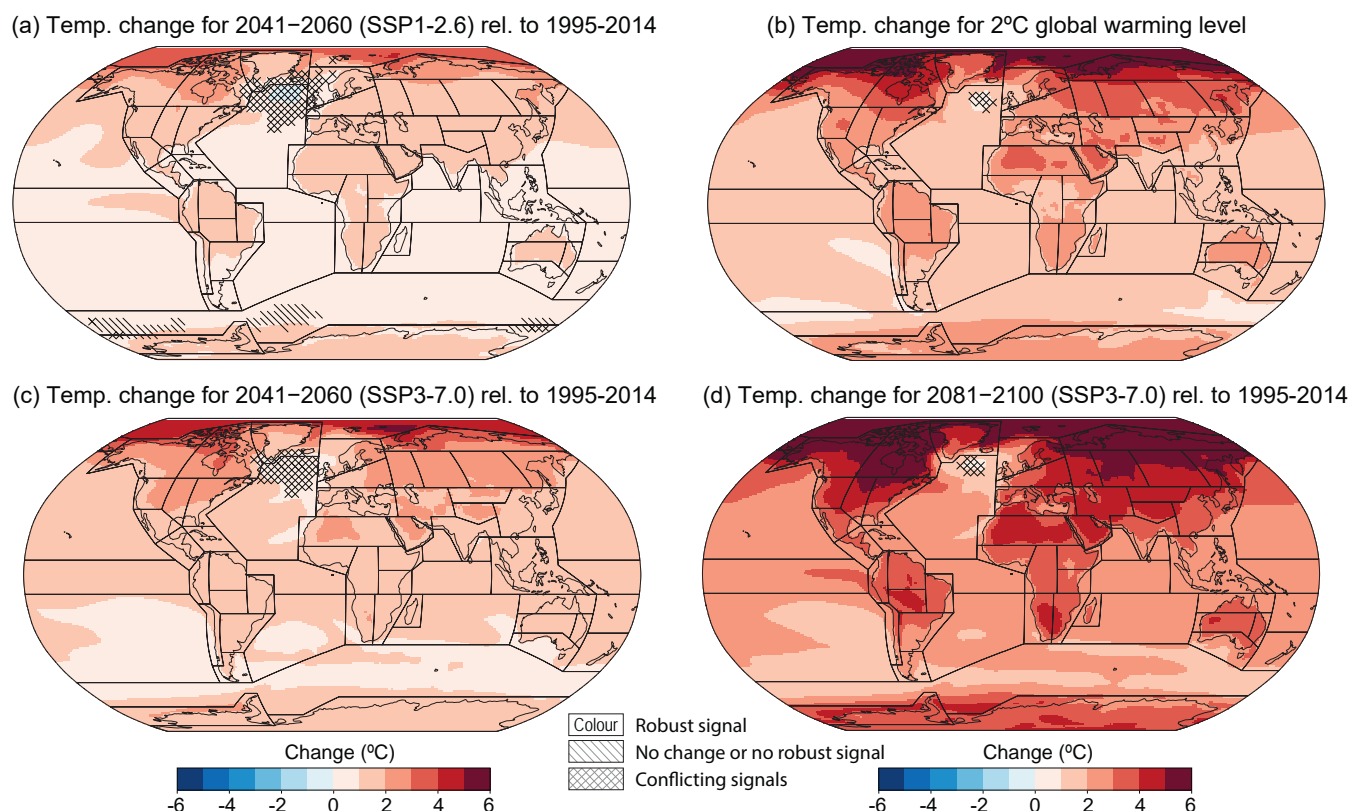 (a) Temp. change for 2041−2060 (SSP1-2.6) rel. to 1995-2014
(b) Temp. change for 2ºC global warming level
(c) Temp. change for 2041−2060 (SSP3-7.0) rel. to 1995-2014
(d) Temp. change for 2081−2100 (SSP3-7.0) rel. to 1995-2014
Colour Robust signal
No change or no robust signal
Conflicting signals
Change (ºC)
-6 -4 -2 0 2 4 6
Change (ºC)
-6 -4 -2 0 2 4 6